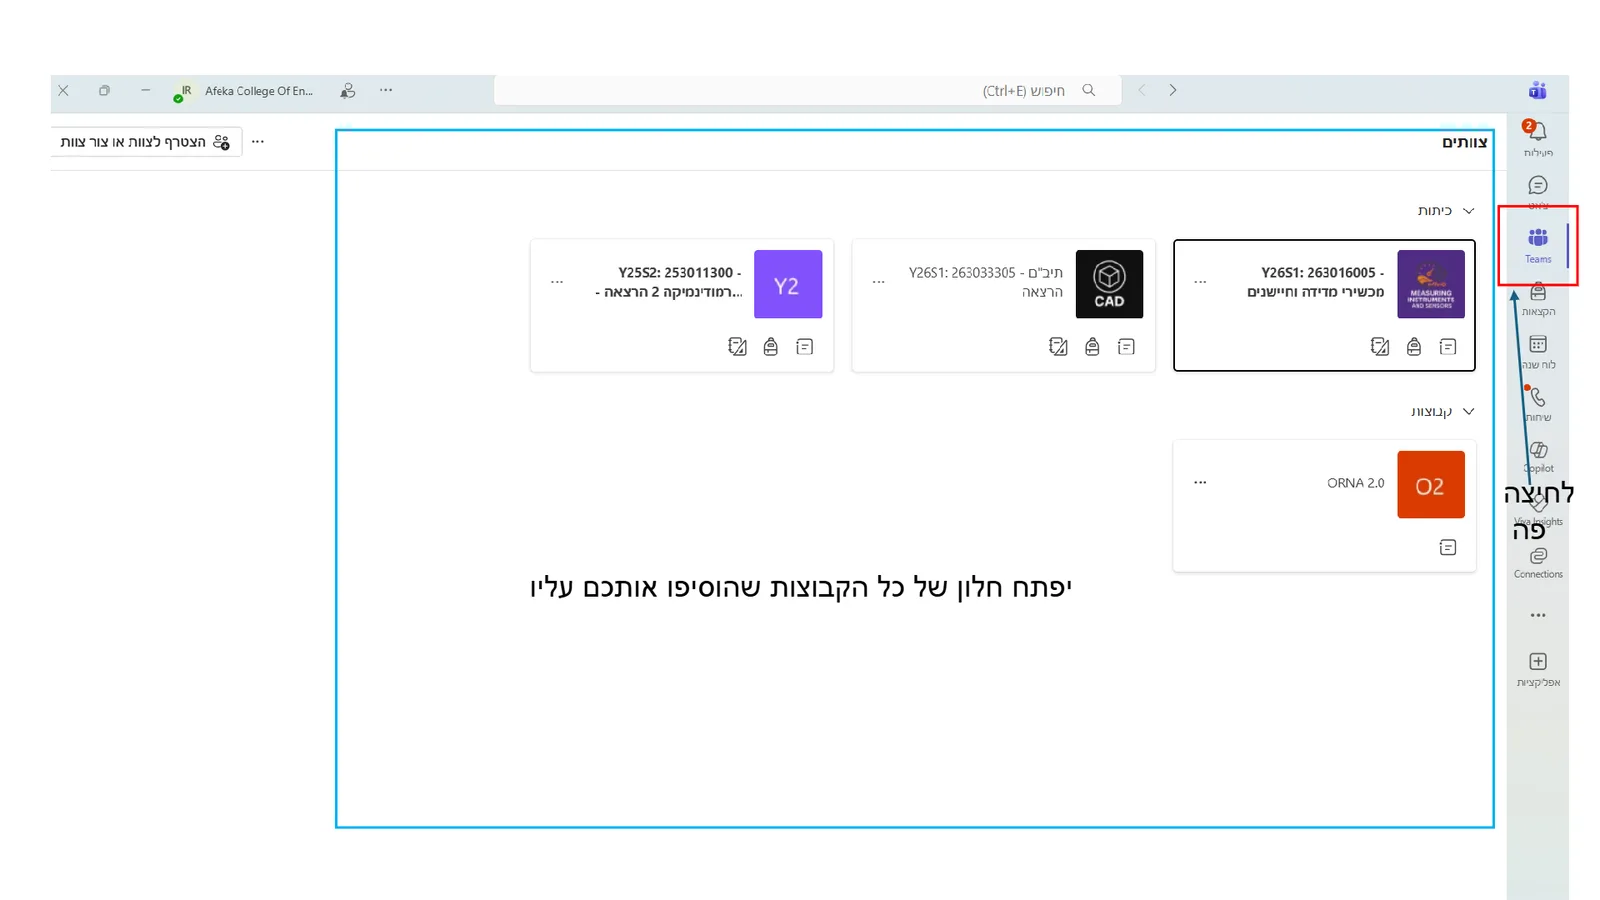 IR Afeka College Of En...
חיפוש (Ctrl+E)
צוותים
הצטרף לצוות או צור צוות
2
פעילות
צ'אט
Teams
הקצאות
לוח שנה
שיחות
Copilot
Viva Insights
Connections
אפליקציות
כיתות
MEASURING
INSTRUMENTS
AND SENSORS
Y26S1: 263016005 -
מכשירי מדידה וחיישנים
CAD
Y26S1: 263033305 - תיב"ם
הרצאה
Y2
Y25S2: 253011300 -
...רמודינמיקה 2 הרצאה -
קבוצות
O2
ORNA 2.0
לחיצה
פה
יפתח חלון של כל הקבוצות שהוסיפו אותכם עליו